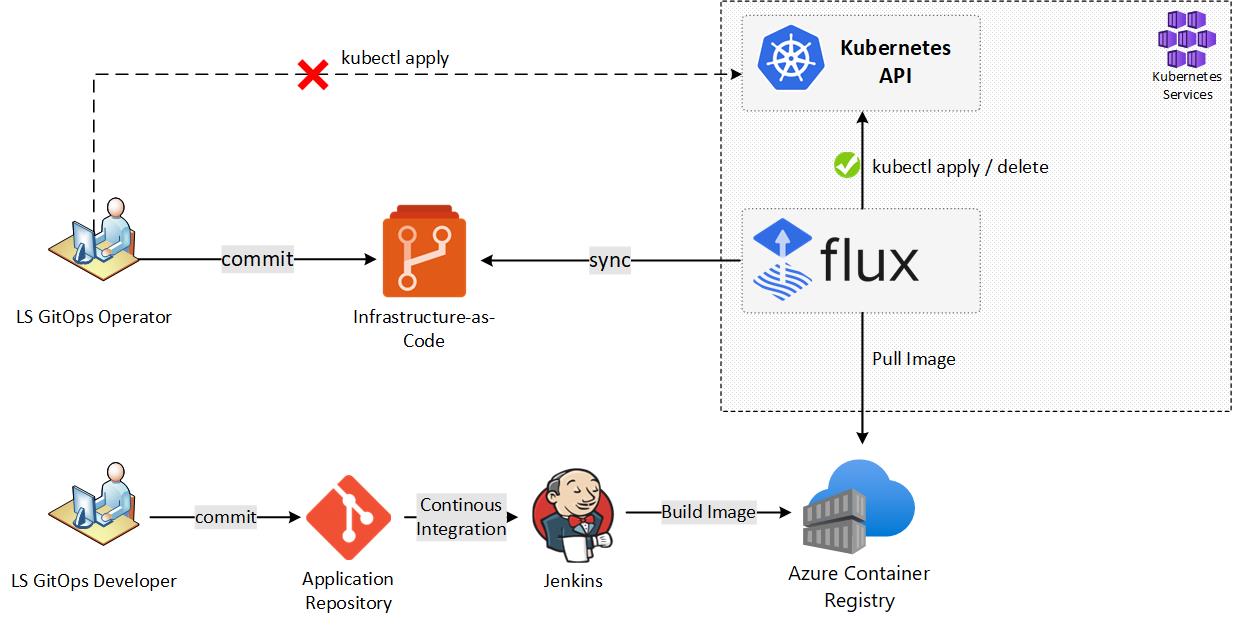 kubectl apply
Kubernetes
API
Kubernetes
Services
kubectl apply / delete
commit
sync
flux
LS GitOps Operator
Infrastructure-as-
Code
Pull Image
commit
Continous
Integration
Build Image
LS GitOps Developer
Application
Repository
Jenkins
Azure Container
Registry